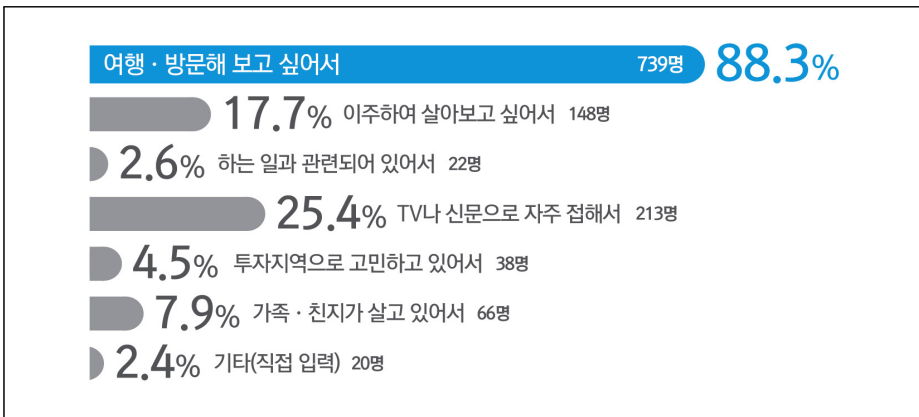 여행 · 방문해 보고 싶어서 739명 88.3%
17.7% 이주하여 살아보고 싶어서 148명
2.6% 하는 일과 관련되어 있어서 22명
25.4% TV나 신문으로 자주 접해서 213명
4.5% 투자지역으로 고민하고 있어서 38명
7.9% 가족 · 친지가 살고 있어서 66명
2.4% 기타(직접 입력) 20명